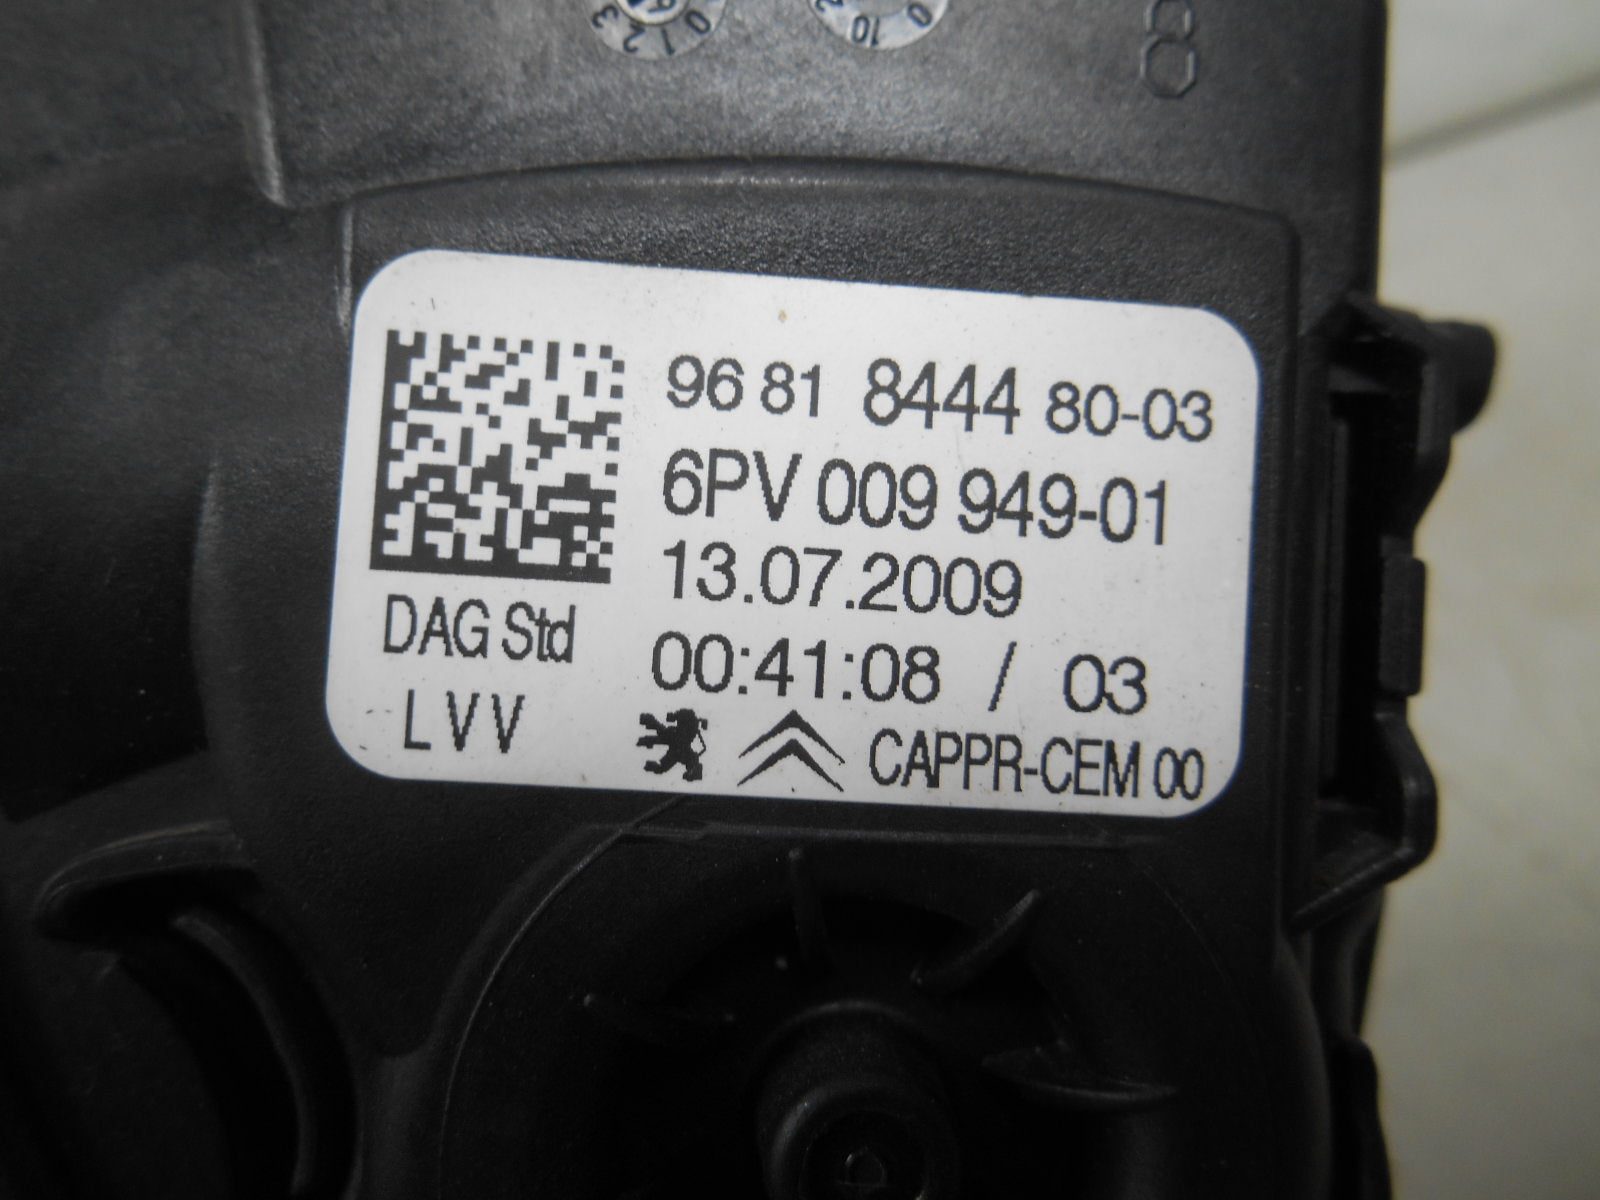 96 81 8444 80-03
6PV 009 949-01
13.07.2009
00:41:08 / 03
DAG Std
LVV
CAPPR-CEM 00